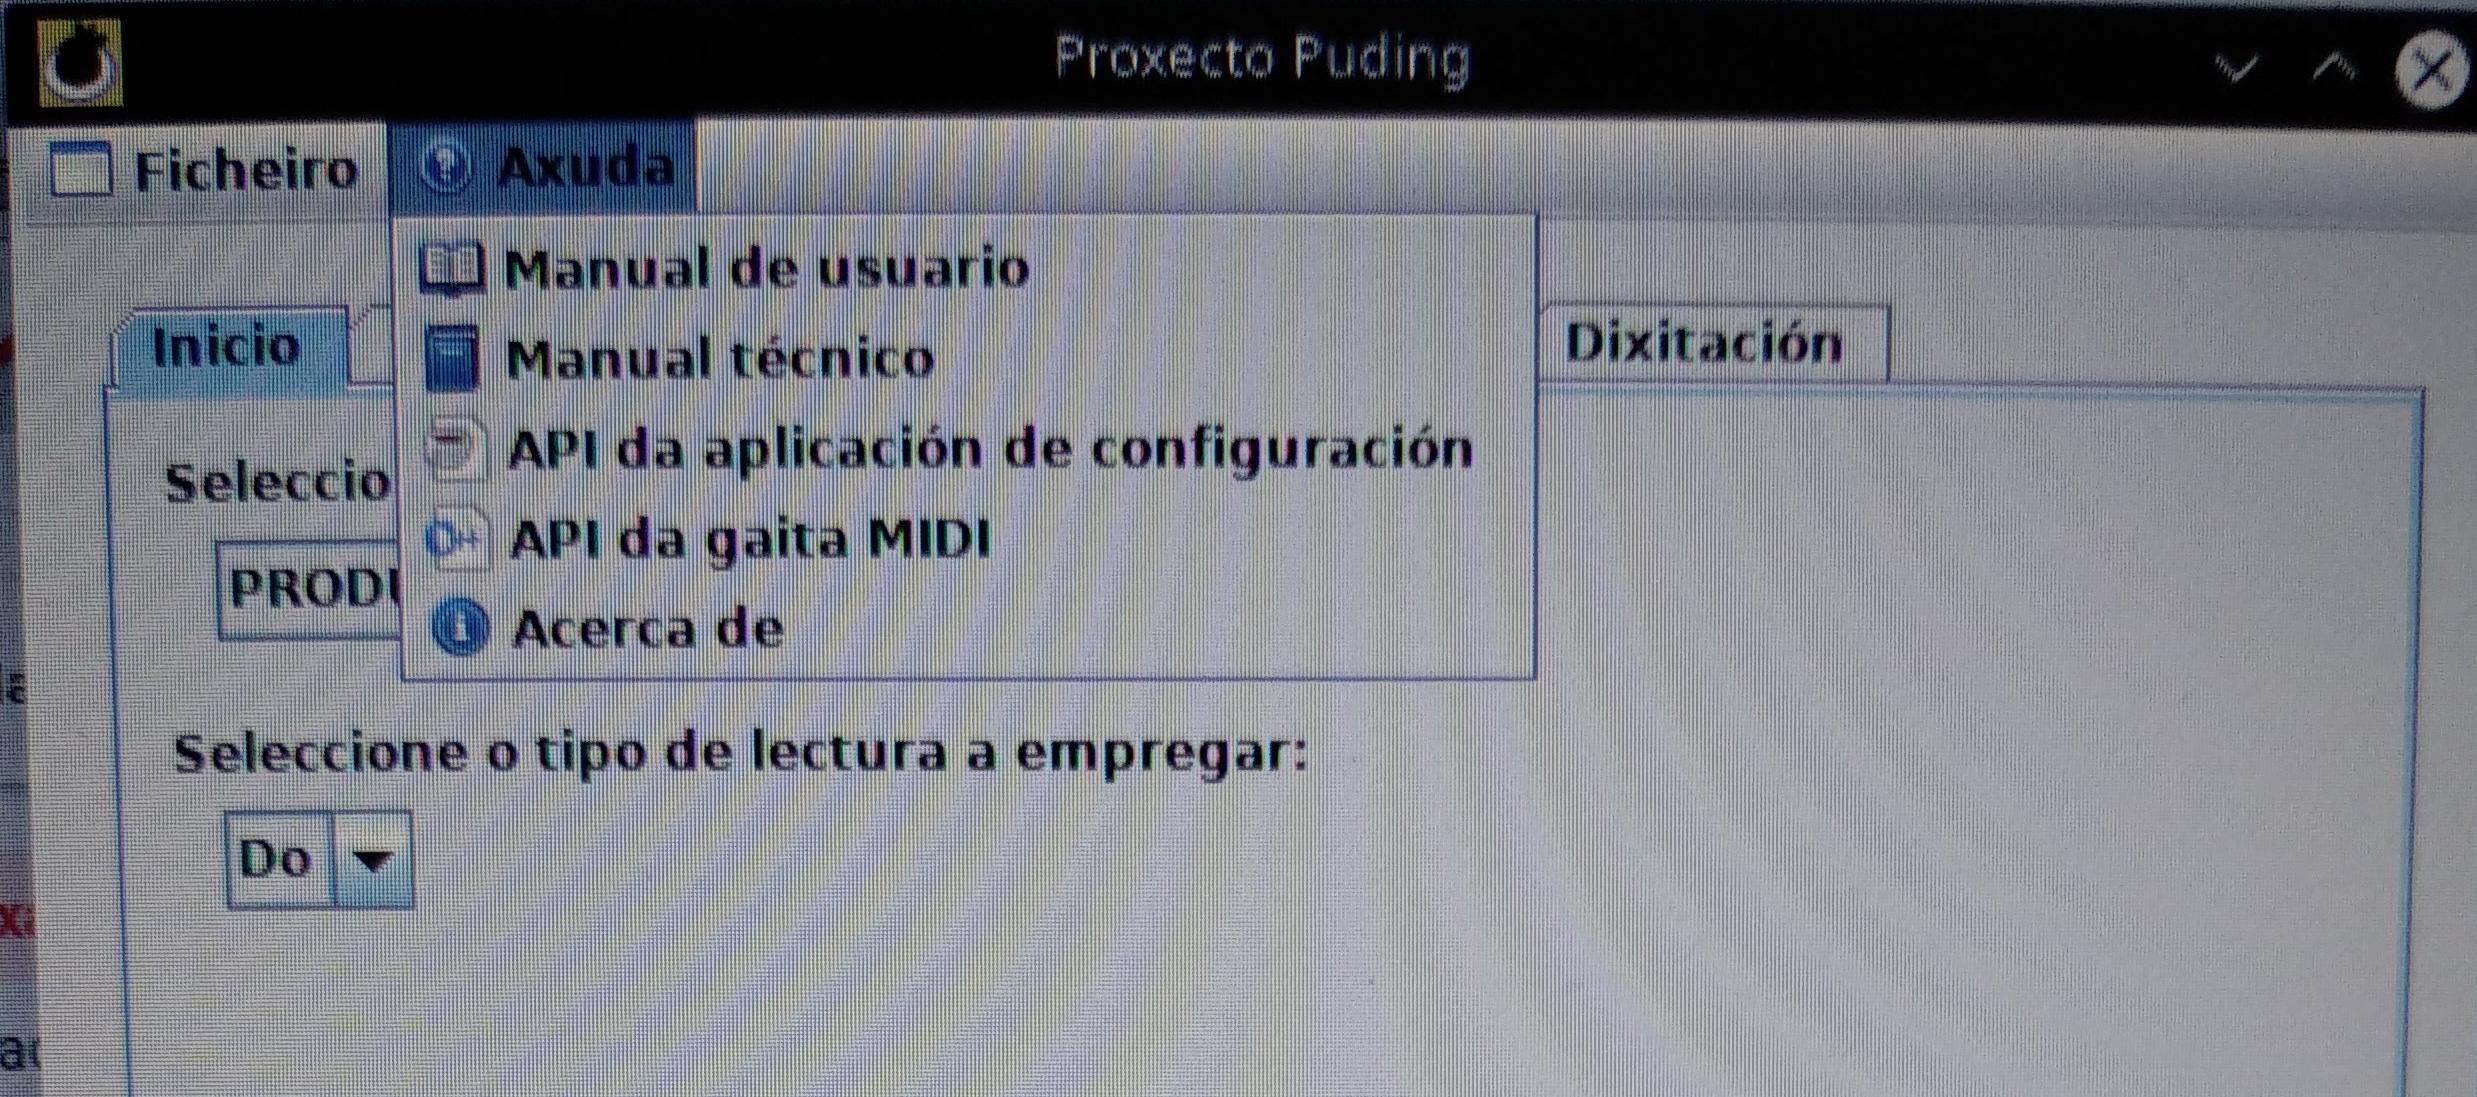 Proxecto Puding
Ficheiro Axuda
Manual de usuario
Manual técnico
API da aplicación de configuración
API da gaita MIDI
Acerca de
Inicio
Dixitación
Seleccio
PROD
Seleccione o tipo de lectura a empregar:
Do